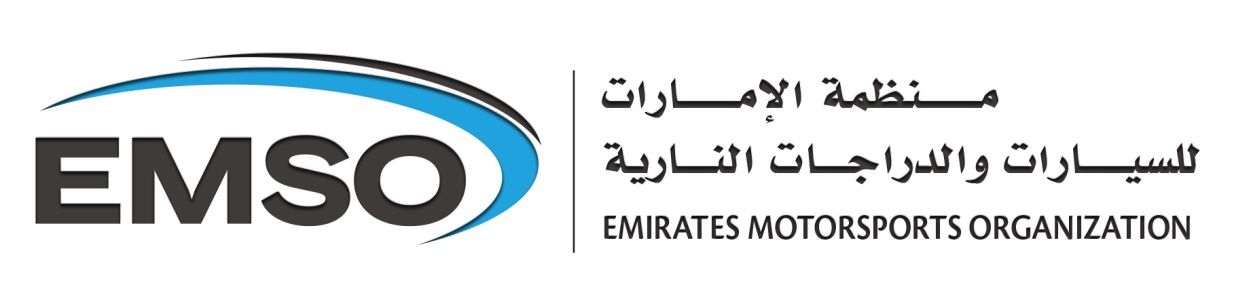 EMSO
منظمة الإمارات
للسيارات والدراجات النارية
EMIRATES MOTORSPORTS ORGANIZATION